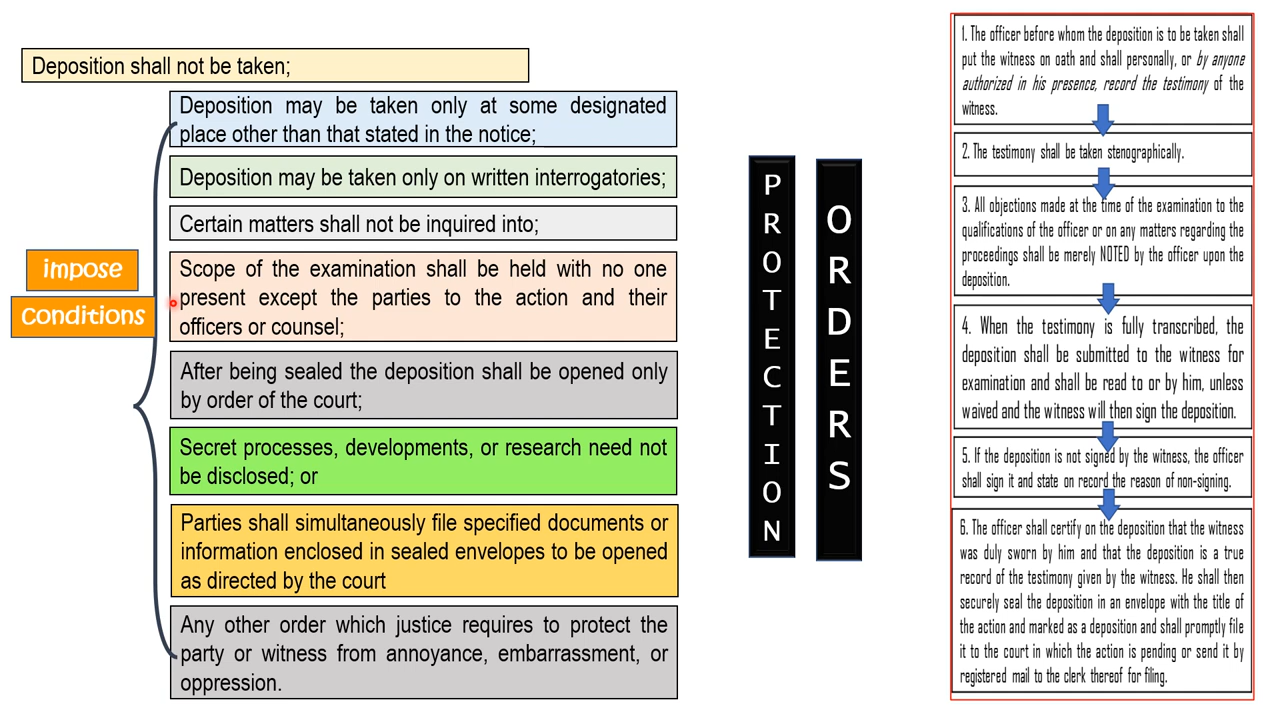 Deposition shall not be taken;
impose
conditions
Deposition may be taken only at some designated
place other than that stated in the notice;
Deposition may be taken only on written interrogatories;
Certain matters shall not be inquired into;
Scope of the examination shall be held with no one
present except the parties to the action and their
officers or counsel;
After being sealed the deposition shall be opened only
by order of the court;
Secret processes, developments, or research need not
be disclosed; or
Parties shall simultaneously file specified documents or
information enclosed in sealed envelopes to be opened
as directed by the court
Any other order which justice requires to protect the
party or witness from annoyance, embarrassment, or
oppression.
PROTECTION
ORDERS
1. The officer before whom the deposition is to be taken shall
put the witness on oath and shall personally, or by anyone
authorized in his presence, record the testimony of the
witness.
2. The testimony shall be taken stenographically.
3. All objections made at the time of the examination to the
qualifications of the officer or on any matters regarding the
proceedings shall be merely NOTED by the officer upon the
deposition.
4. When the testimony is fully transcribed, the
deposition shall be submitted to the witness for
examination and shall be read to or by him, unless
waived and the witness will then sign the deposition.
5. If the deposition is not signed by the witness, the officer
shall sign it and state on record the reason of non-signing.
6. The officer shall certify on the deposition that the witness
was duly sworn by him and that the deposition is a true
record of the testimony given by the witness. He shall then
securely seal the deposition in an envelope with the title of
the action and marked as a deposition and shall promptly file
it to the court in which the action is pending or send it by
registered mail to the clerk thereof for filing.